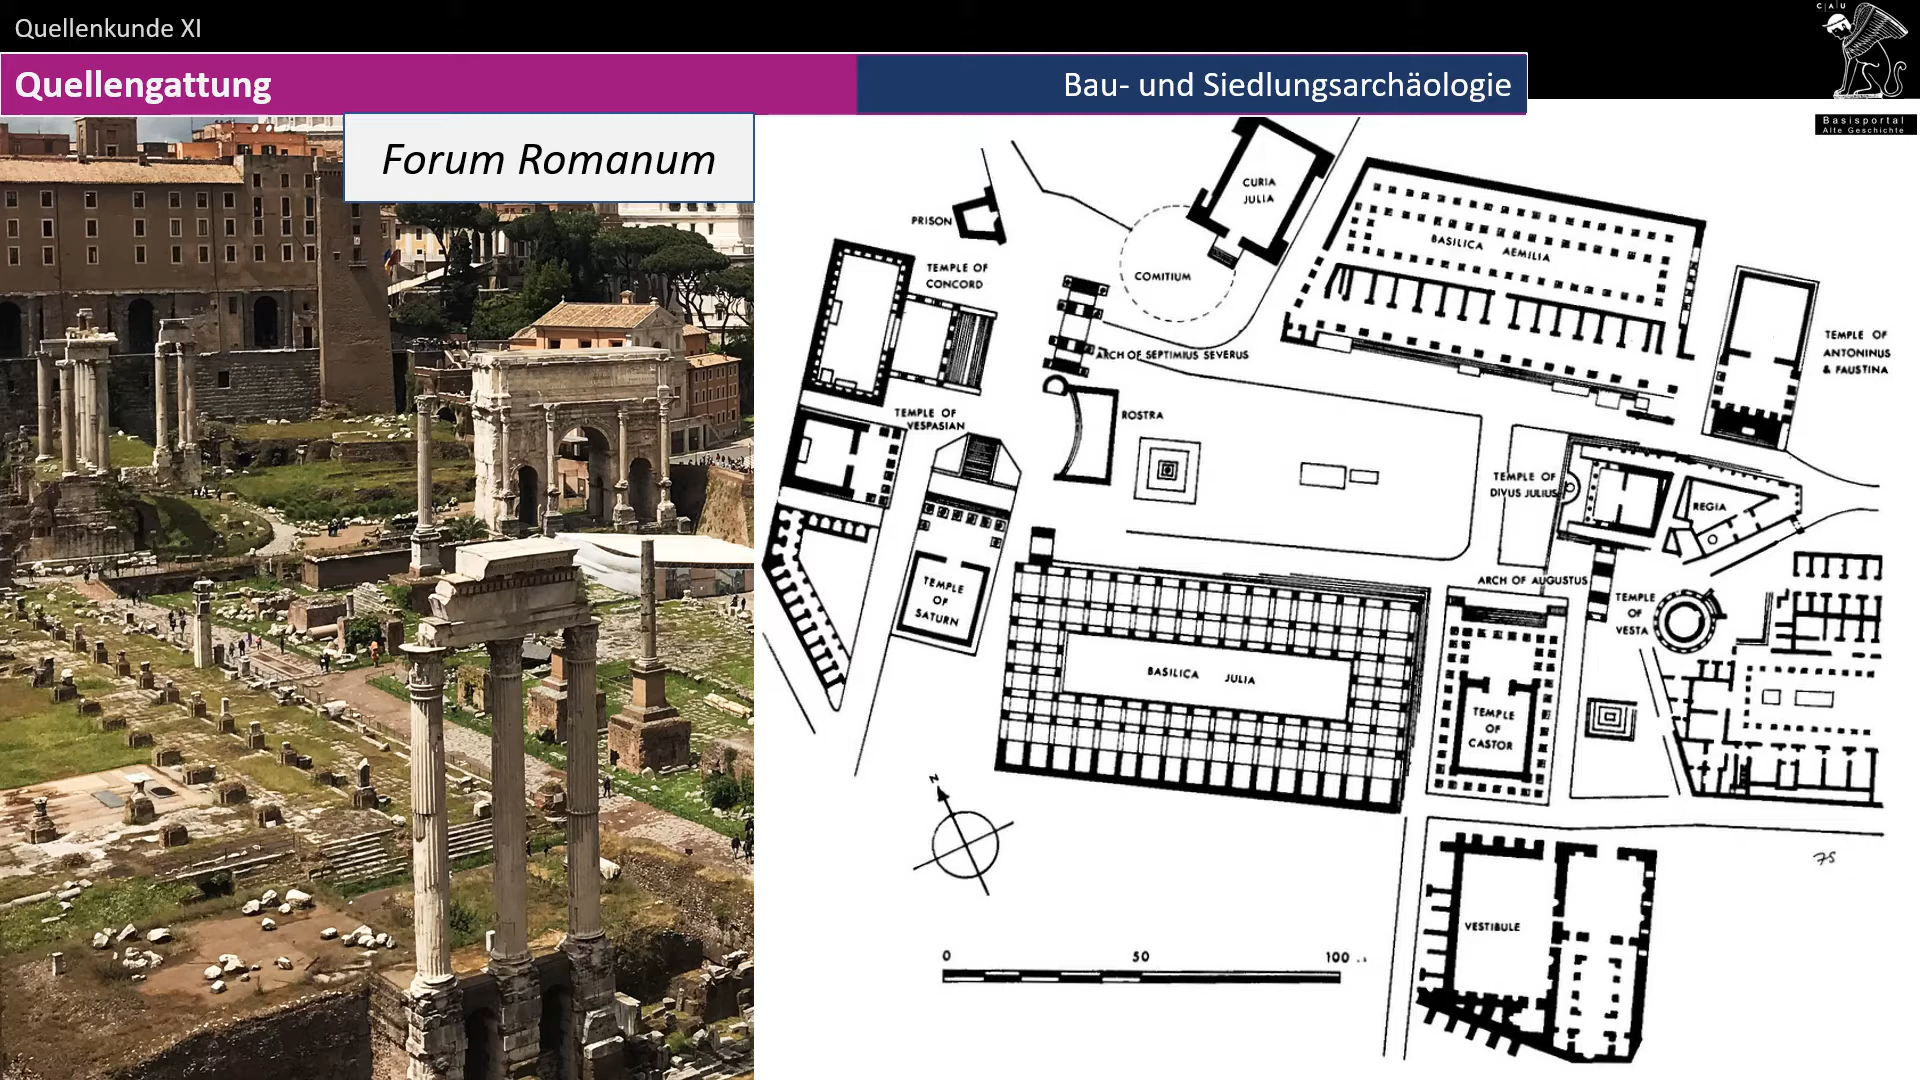 Quellenkunde XI
C|A|U
Quellengattung
Bau- und Siedlungsarchäologie
Basisportal
Alte Geschichte
Forum Romanum
CURIA
JULIA
PRISON
BASILICA AEMILIA
TEMPLE OF
CONCORD
COMITIUM
TEMPLE OF
ANTONINUS
& FAUSTINA
ARCH OF SEPTIMIUS SEVERUS
TEMPLE OF
VESPASIAN
ROSTRA
TEMPLE OF
DIVUS JULIUS
REGIA
TEMPLE
OF
SATURN
ARCH OF AUGUSTUS
TEMPLE
OF
VESTA
BASILICA JULIA
TEMPLE
OF
CASTOR
N
75
VESTIBULE
0 50 100